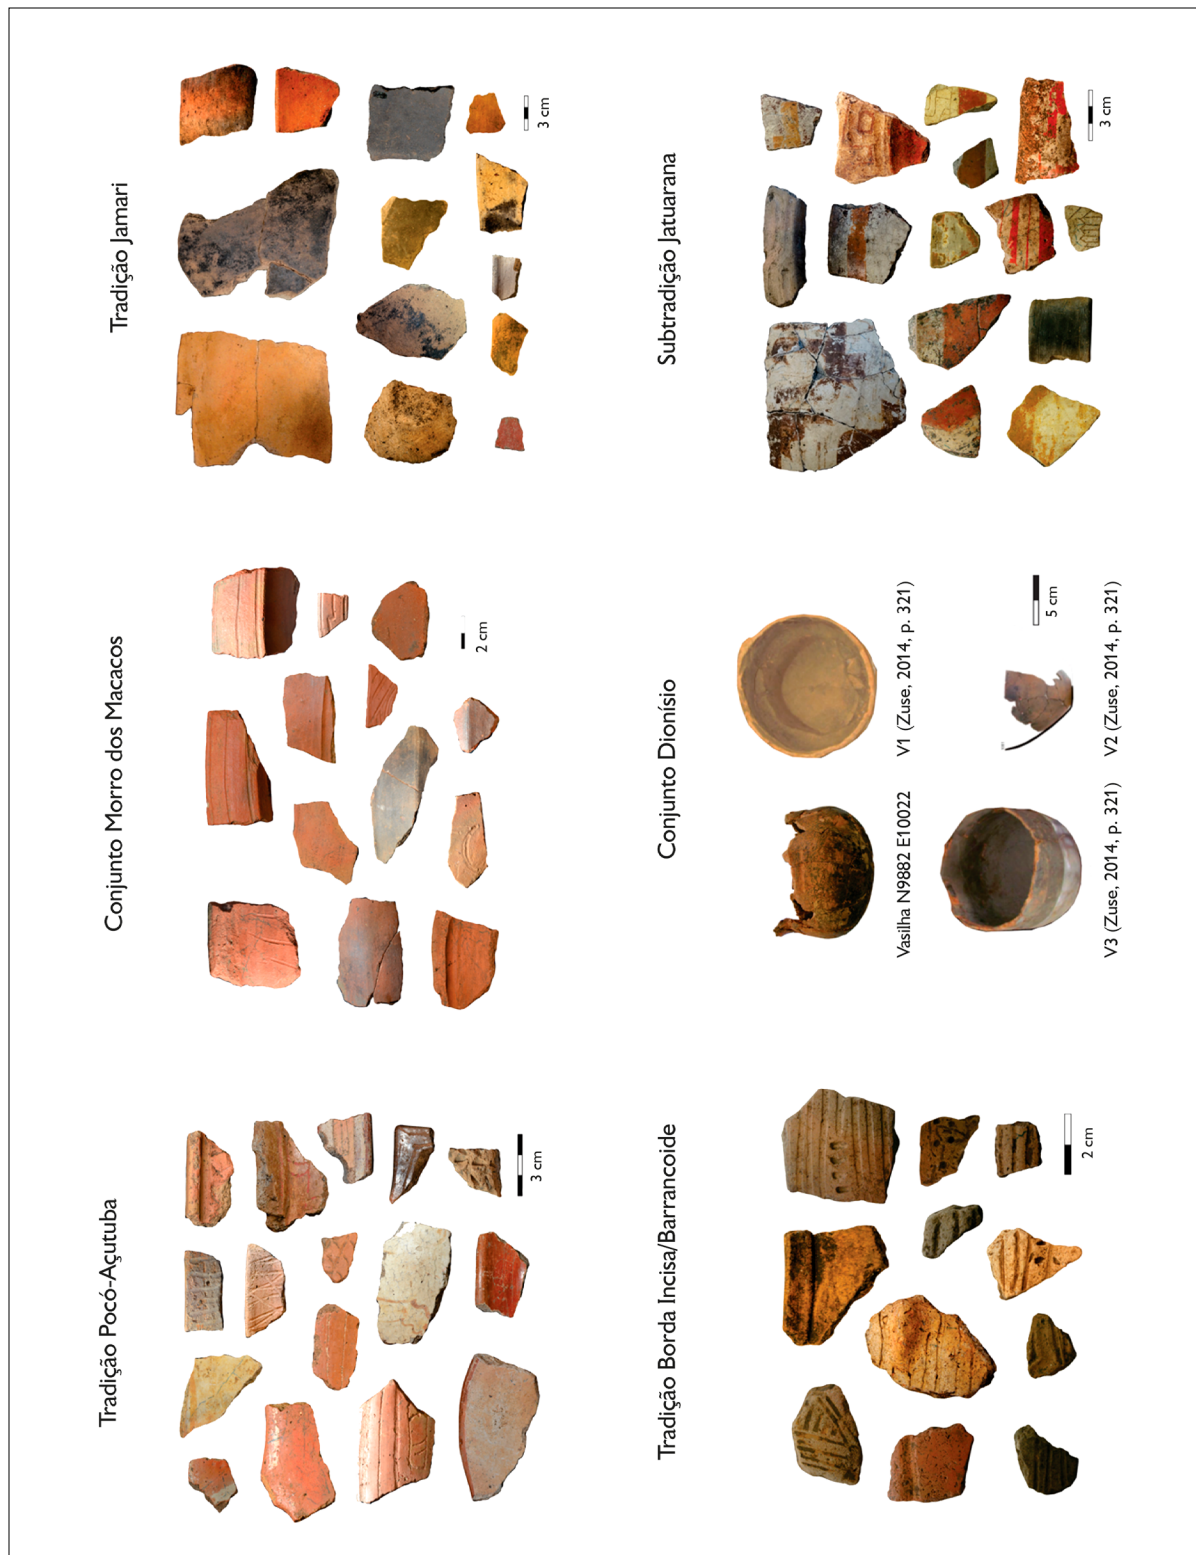 Tradição Pocó-Açutuba
3 cm
Conjunto Morro dos Macacos
2 cm
Tradição Jamari
3 cm
Tradição Borda Incisa/Barrancoide
2 cm
Conjunto Dionísio
Vasilha N9882 E10022
V1 (Zuse, 2014, p. 321)
V3 (Zuse, 2014, p. 321)
V2 (Zuse, 2014, p. 321)
5 cm
Subtradição Jatuarana
3 cm